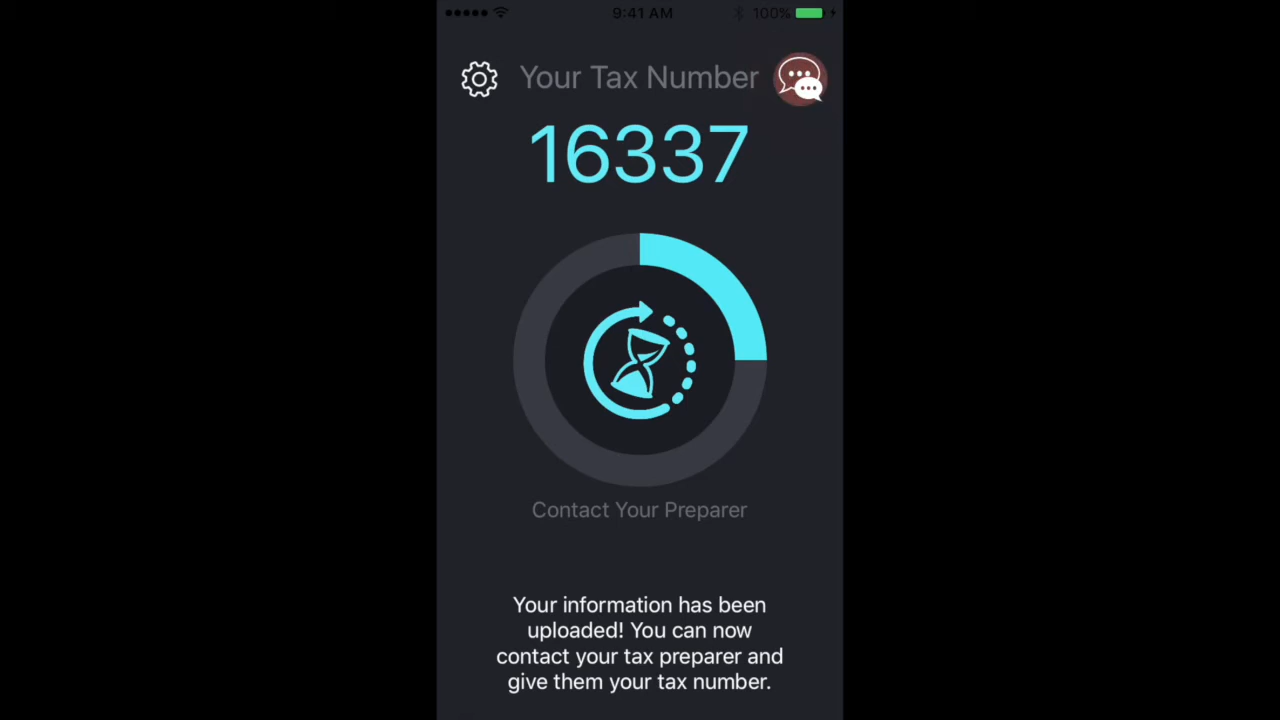 9:41 AM 100%
Your Tax Number
16337
Contact Your Preparer
Your information has been
uploaded! You can now
contact your tax preparer and
give them your tax number.